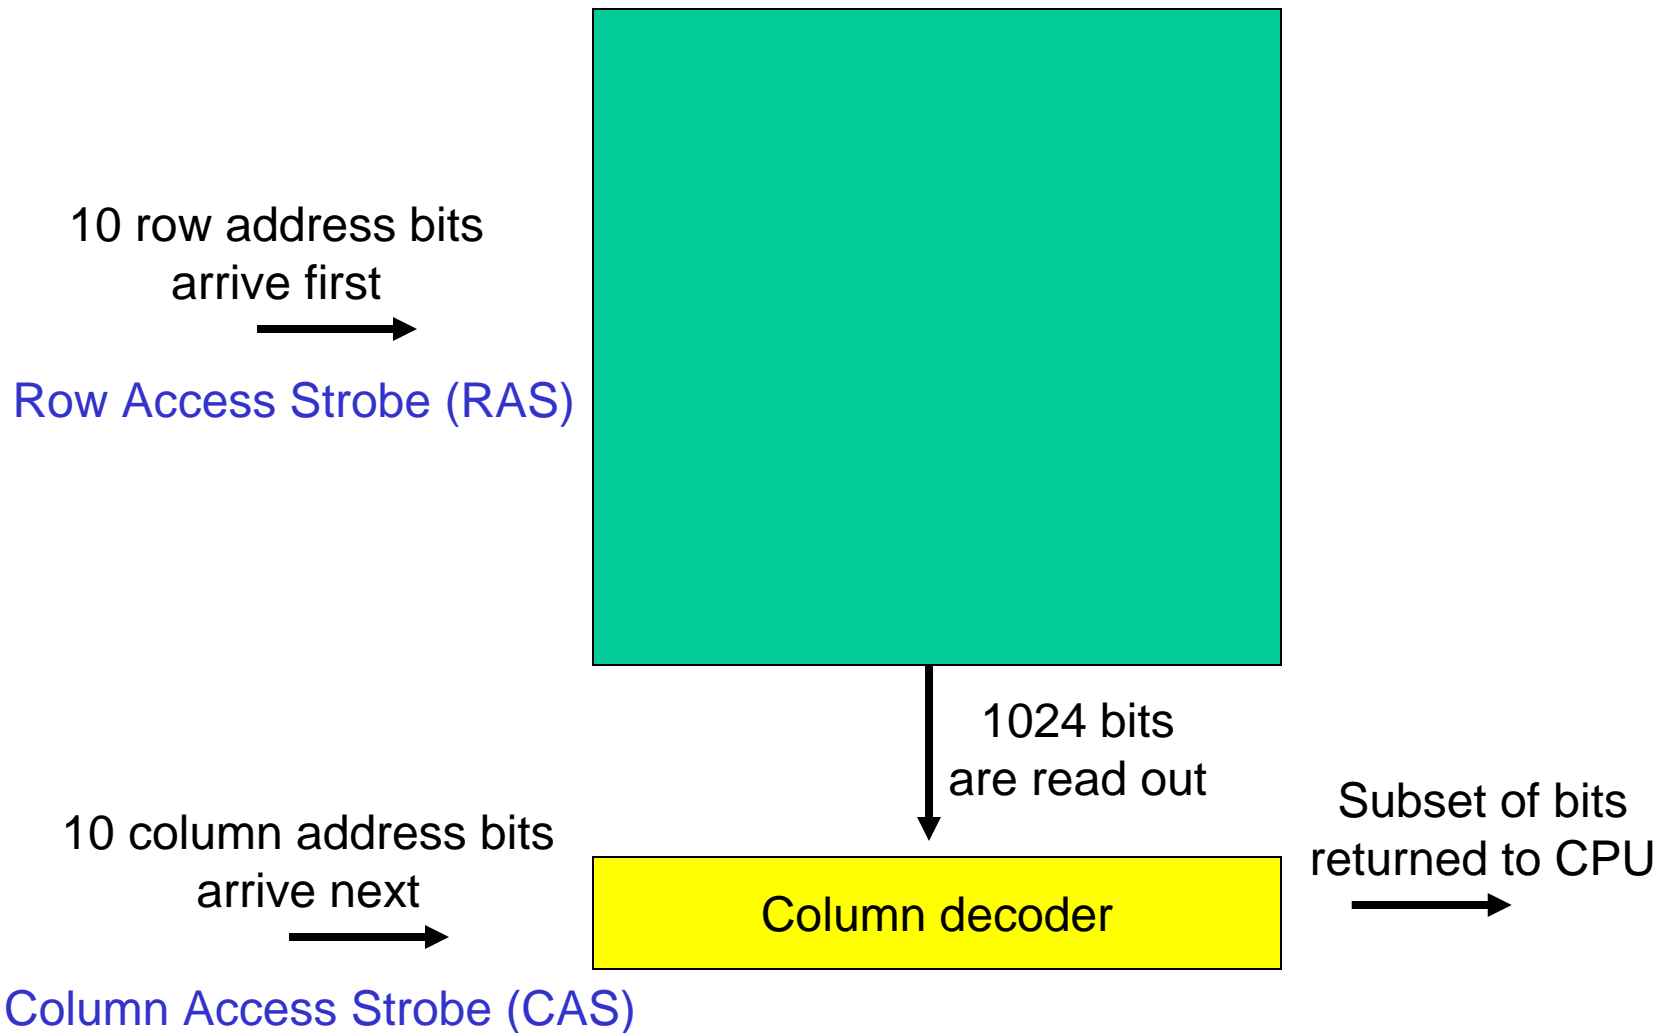 10 row address bits
arrive first
Row Access Strobe (RAS)
1024 bits
are read out
Subset of bits
returned to CPU
10 column address bits
arrive next
Column decoder
Column Access Strobe (CAS)